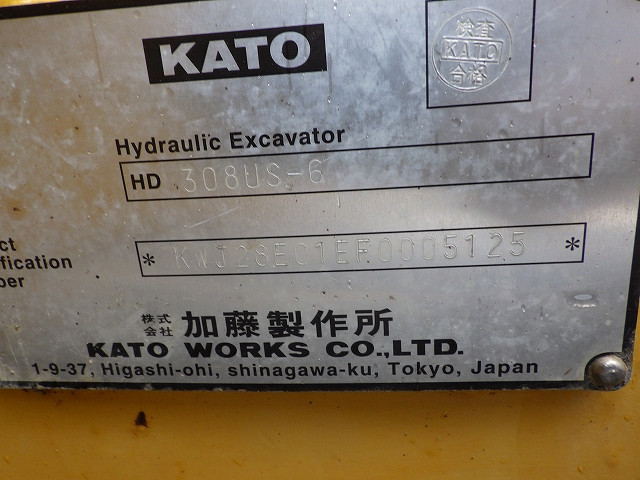 KATO
検査
KATO
合格
Hydraulic Excavator
HD 308US-6
ct
fication
ber
* KWJ28EC1EF0005125 *
株式会社 加藤製作所
KATO WORKS CO.,LTD.
1-9-37, Higashi-ohi, shinagawa-ku, Tokyo, Japan